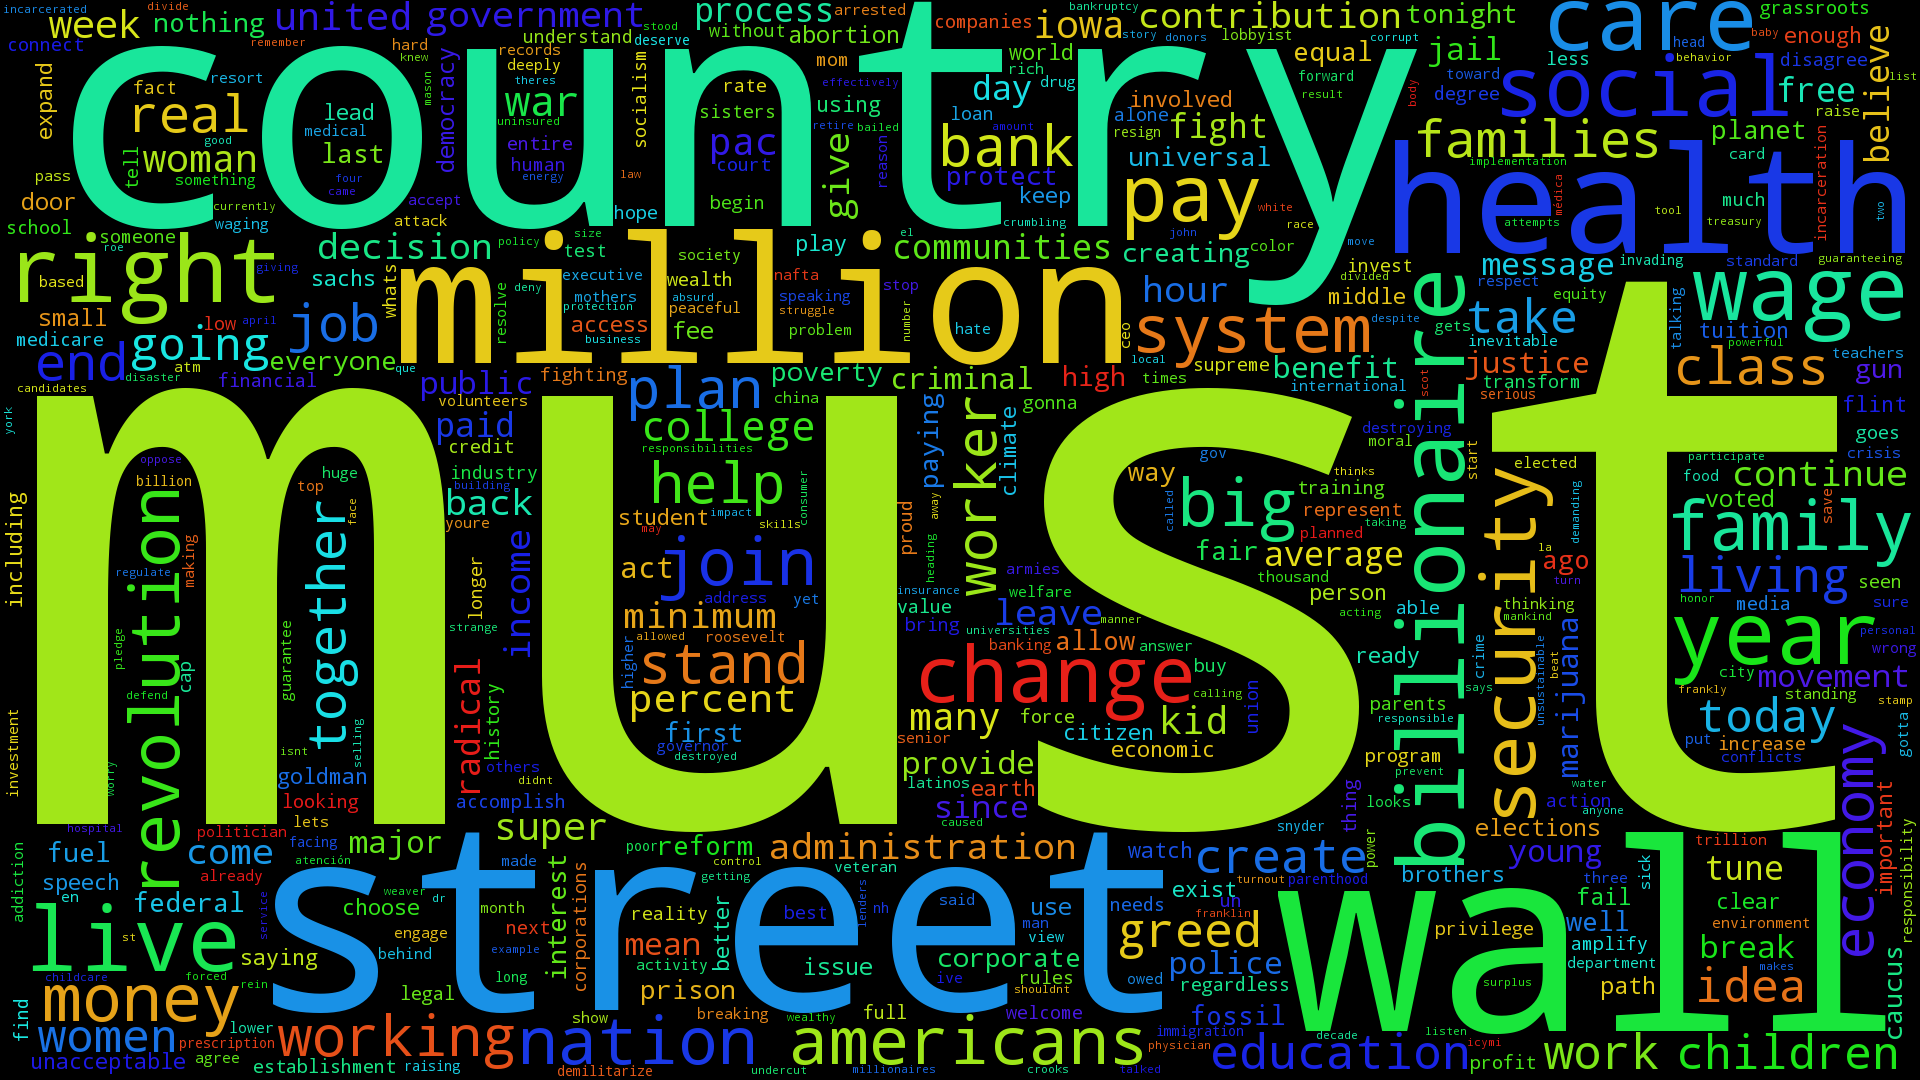 incarcerated divide week nothing united government process arrested companies iowa contribution tonight care grassroots
connect remember understand records hard knew without abortion story donors lobbyist corrupt equal jail head baby enough
country
expand fact resort stood deserve mom world rich drug forward less behavior disagree list
real lead war theres deeply rate effectively using day involved toward social believe
woman medical last democracy uninsured socialism sisters pac loan alone fight result body degree free raise
good tell something four came entire human energy court retire bailed amount bank resign universal families planet
pass door currently accept law protect give reason pay implementation card health
school waging attack hope begin keep crumbling white race attempts medica much incarceration two tool treasury
someone roe decision policy size test society play el communities creating john color move message invading standard guaranteeing
right giving sachs whats million executive wealth nafta stop divided invest respect equity wage
based small low april job deny mothers absurd peaceful speaking struggle number hate hour middle despite take talking tuition
medicare going resolve protection access business fee problem ceo system gets inevitable powerful
end atm everyone que fighting poverty local supreme benefit justice class teachers
candidates disaster financial public plan china criminal high times international scot transform gun
york volunteers paid college gonna destroying serious flint
must
credit responsibilities worker climate moral billionaire goes
oppose huge industry help paying way gov thinks start elected participate crisis
including billion top back building big training food continue
revolution together face youre student impact skills consumer proud away called represent taking security demanding voted save
making may join fair planned average la ago family
regulate longer act address yet heading armies thousand person thinking turn living seen
pledge strange income minimum insurance value welfare acting able mankind honor media sure
guarantee allowed roosevelt bring leave manner universities year personal wrong
cap defend radical higher stand change banking allow answer buy ready crime unsustainable beat marijuana city movement
history percent calling union says parents frankly standing stamp
investment isnt selling first many force citizen kid responsible today gotta
worry governor destroyed senior economic put increase
goldman others didnt provide latinos earth program prevent conflicts economy
looking accomplish since thing looks water action
hospital politician lets super caused snyder elections anyone important responsibility
fuel come facing major poor reform administration watch power create wall trillion
addiction already atención made control getting veteran turnout parenthood brothers young tune sick
speech en weaver dr interest street exist needs three
live federal service choose month corporations reality better best lenders nh said use un franklin fail clear
st engage next mean man greed privilege well environment
saying behind example activity issue corporate view police amplify break
childcare forced rein long ive rules owed regardless surplus department makes idea caucus
money legal prison shouldnt path
find women lower show breaking wealthy full welcome fossil
prescription working nation americans immigration decade listen icymi
unacceptable agree establishment raising demilitarize undercut millionaires crooks talked physician education profit work children